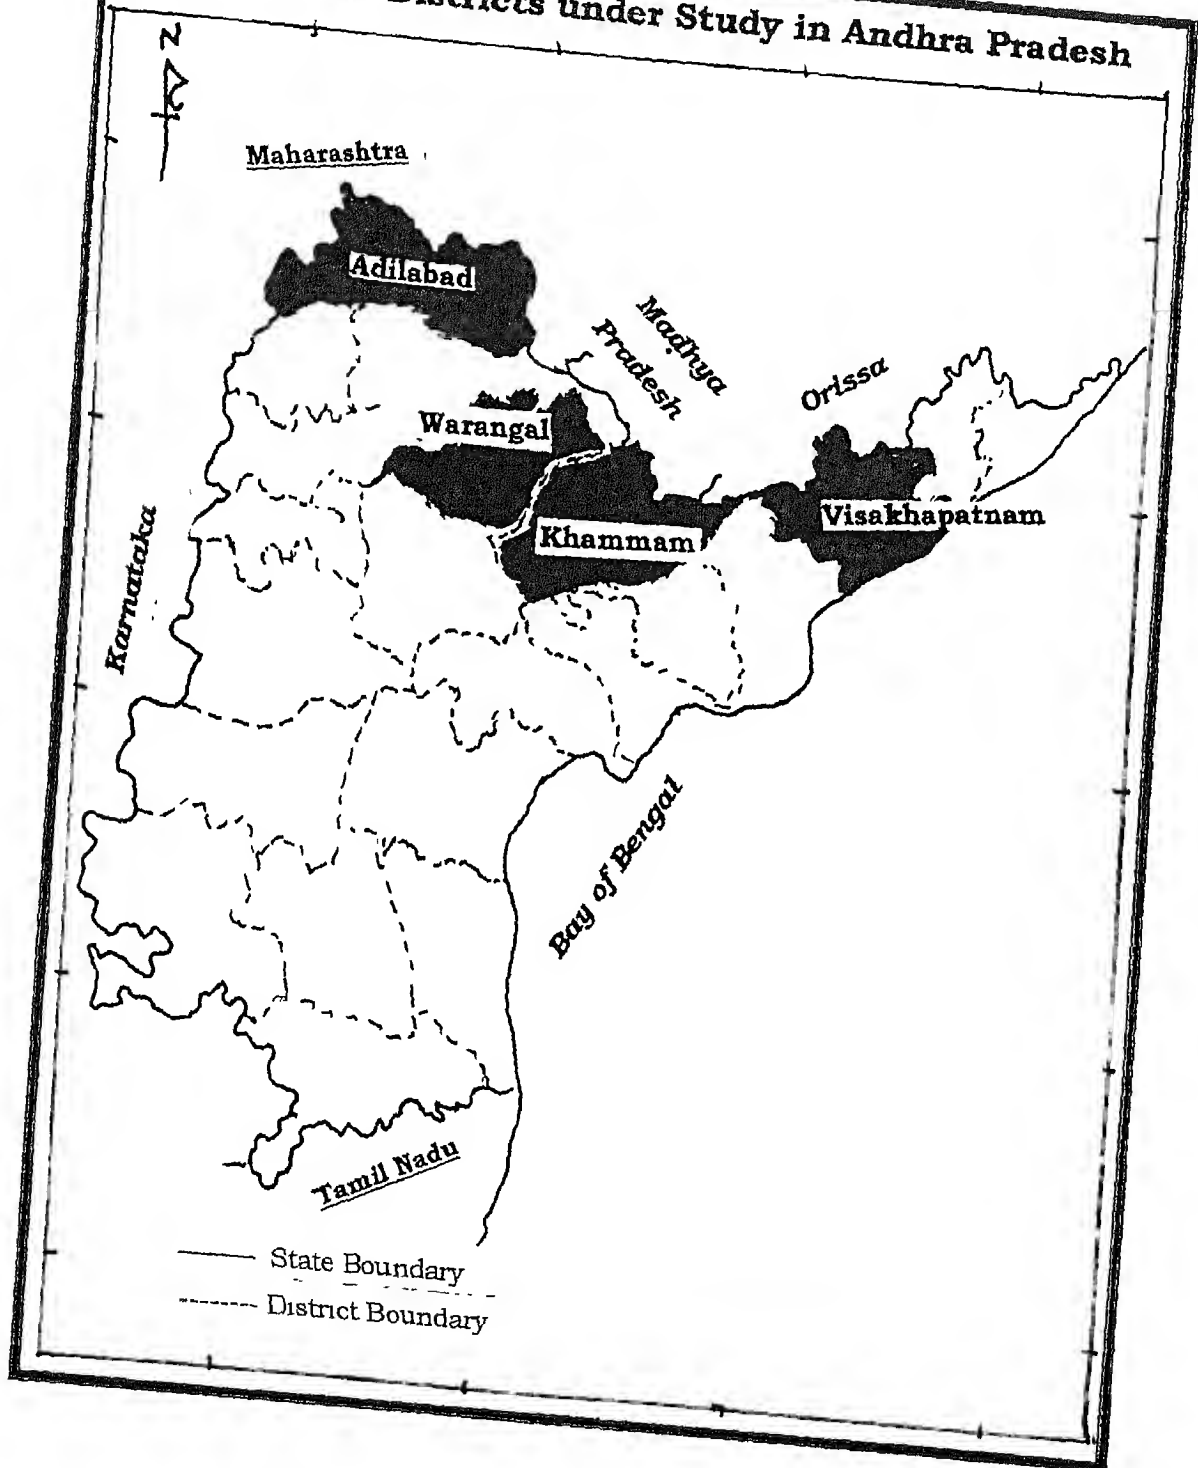 Districts under Study in Andhra Pradesh
N
Maharashtra
Adilabad
Madhya
Pradesh
Orissa
Warangal
Visakhapatnam
Khammam
Karnataka
Bay of Bengal
Tamil Nadu
State Boundary
District Boundary